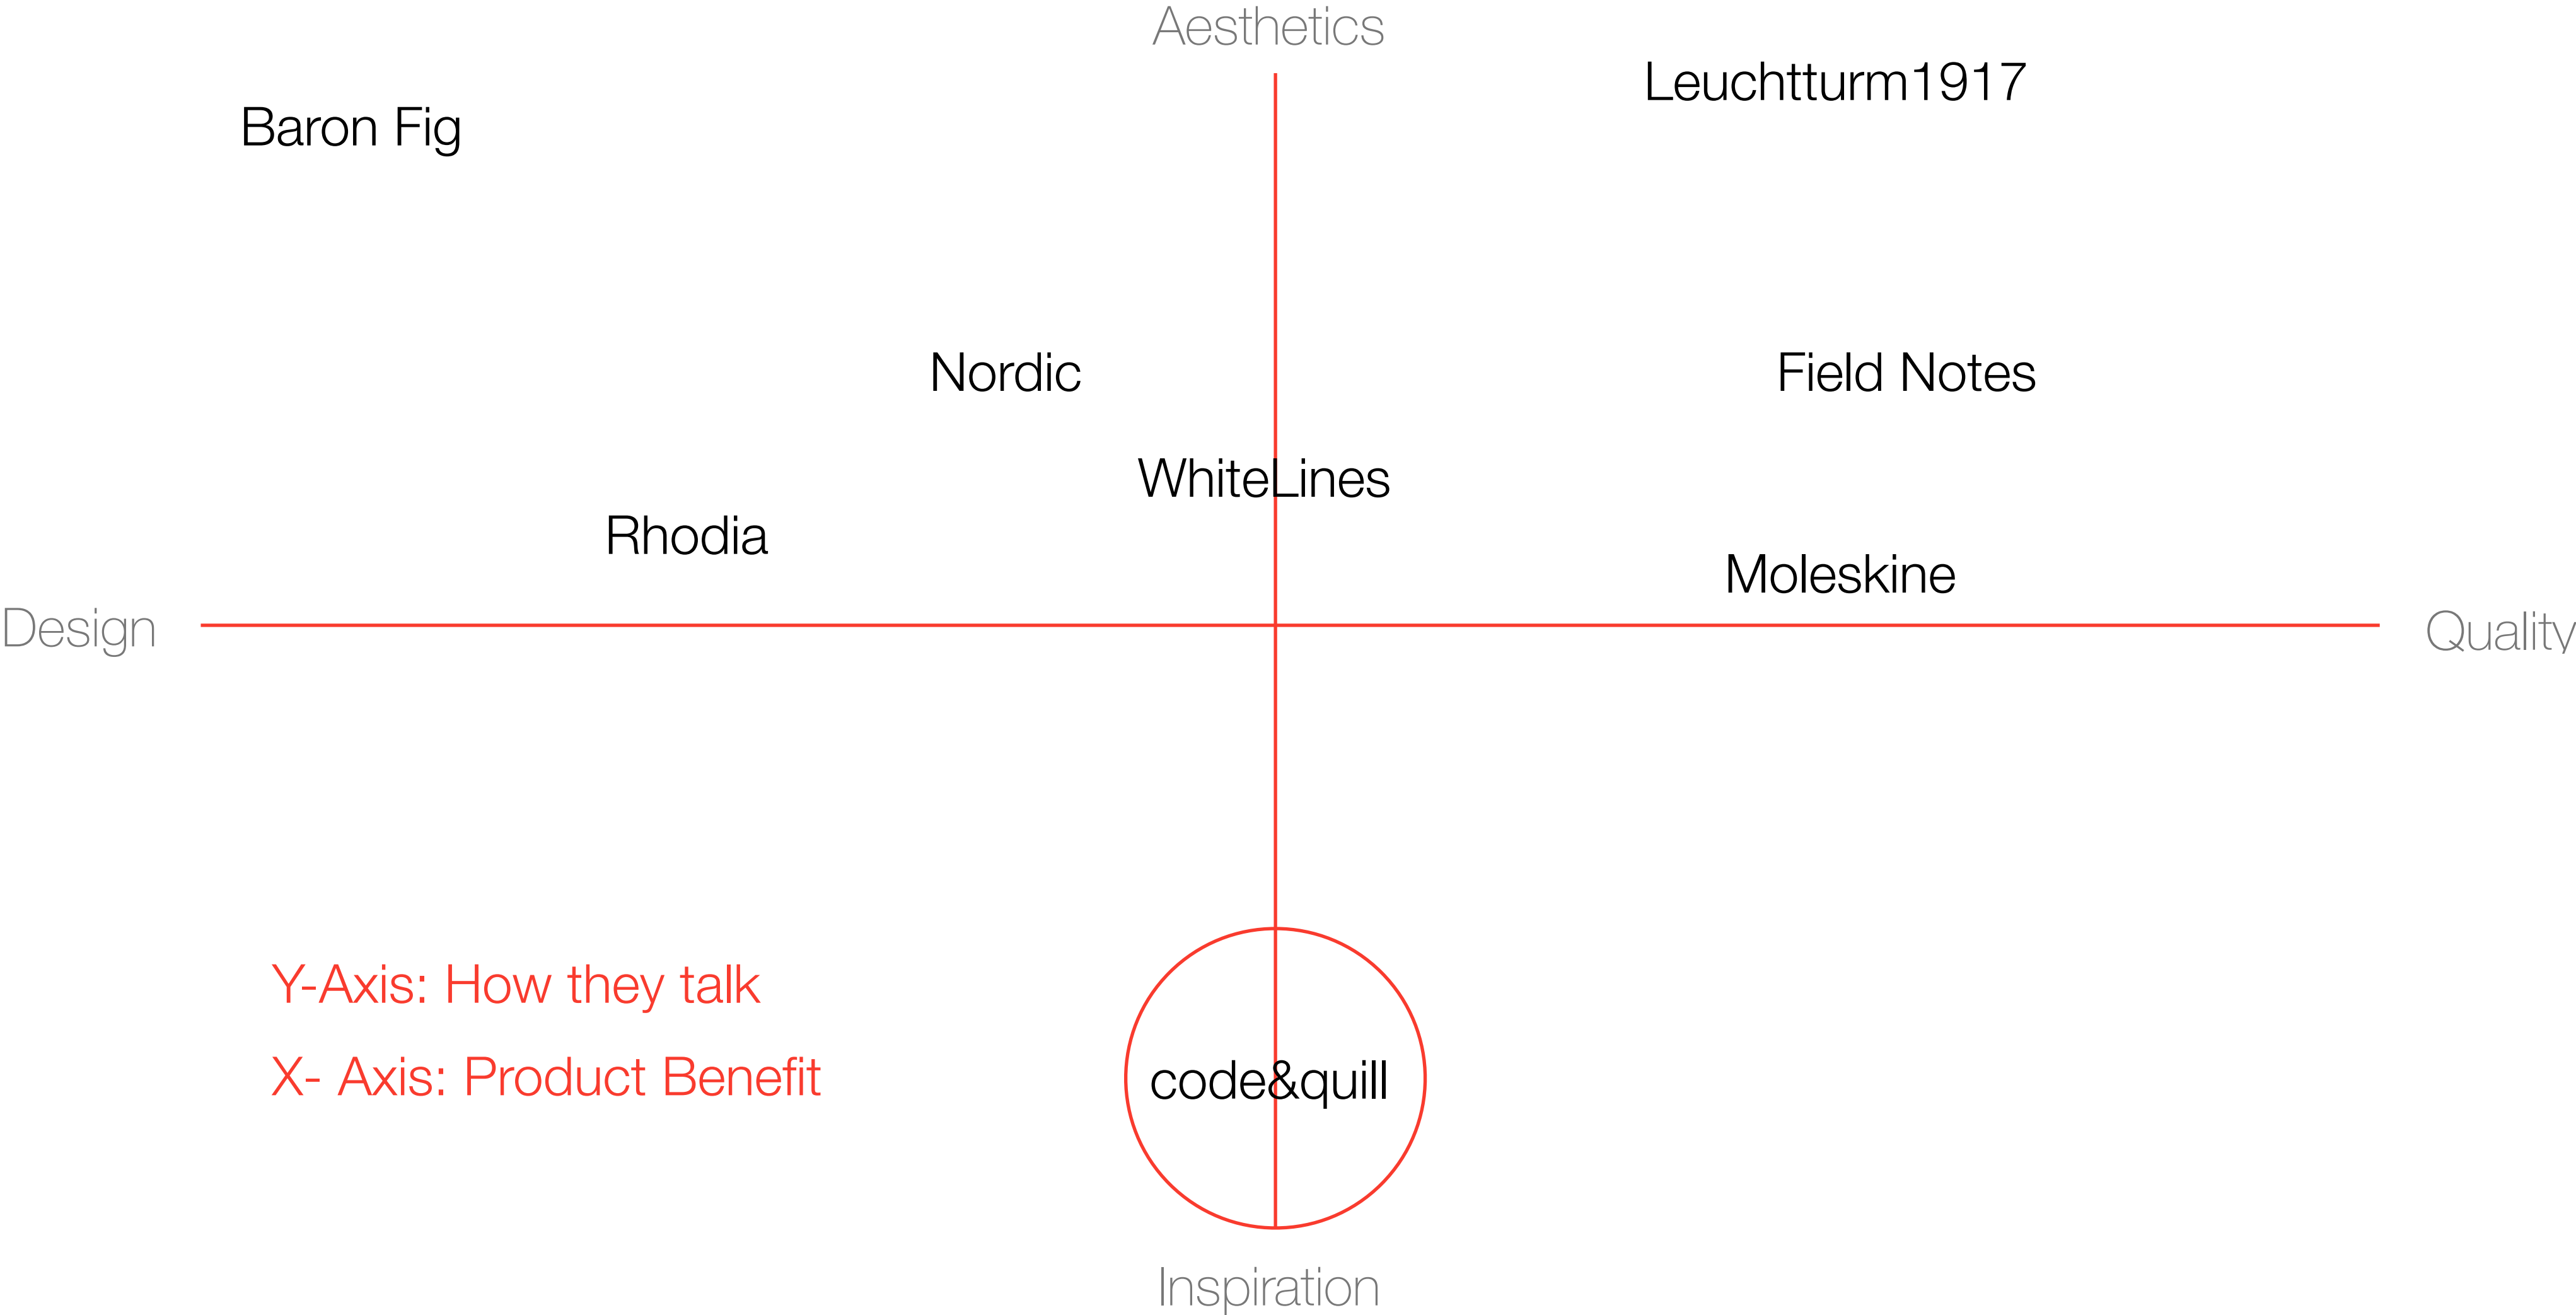 Aesthetics
Leuchtturm1917
Baron Fig
Nordic
Field Notes
WhiteLines
Rhodia
Moleskine
Design
Quality
Y-Axis: How they talk
X- Axis: Product Benefit
code&quill
Inspiration